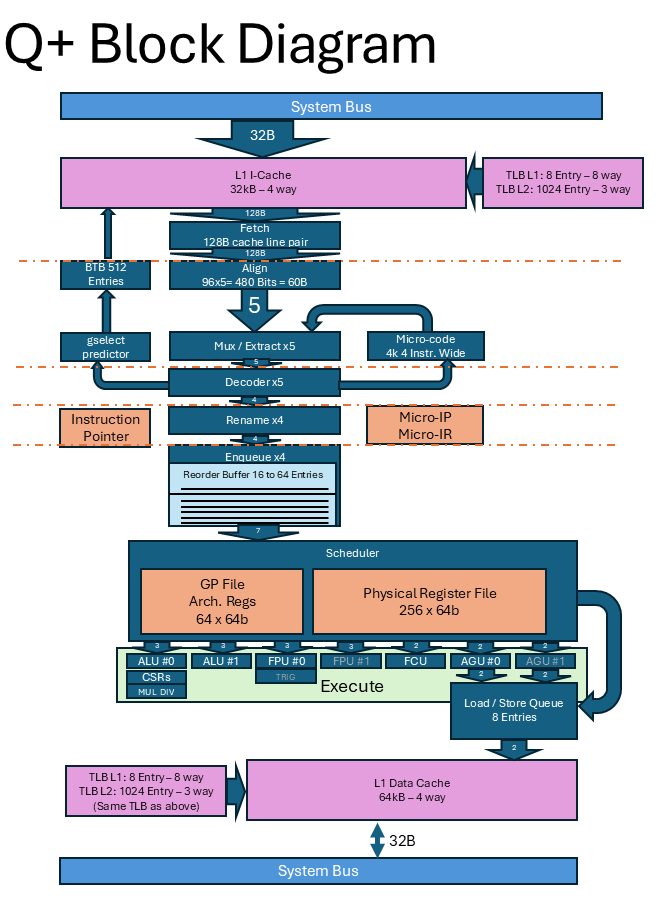 Q+ Block Diagram
System Bus
32B
L1 I-Cache
32kB – 4 way
TLB L1: 8 Entry – 8 way
TLB L2: 1024 Entry – 3 way
128B
Fetch
128B cache line pair
128B
BTB 512
Entries
Align
96x5= 480 Bits = 60B
5
gselect
predictor
Mux / Extract x5
Micro-code
4k 4 Instr. Wide
5
Decoder x5
4
Instruction
Pointer
Rename x4
Micro-IP
Micro-IR
4
Enqueue x4
Reorder Buffer 16 to 64 Entries
7
Scheduler
GP File
Arch. Regs
64 x 64b
Physical Register File
256 x 64b
3 3 3 3 2 2 2
ALU #0 ALU #1 FPU #0 FPU #1 FCU AGU #0 AGU #1
CSRs
MUL DIV
TRIG
2 2
Execute
Load / Store Queue
8 Entries
2
TLB L1: 8 Entry – 8 way
TLB L2: 1024 Entry – 3 way
(Same TLB as above)
L1 Data Cache
64kB – 4 way
32B
System Bus